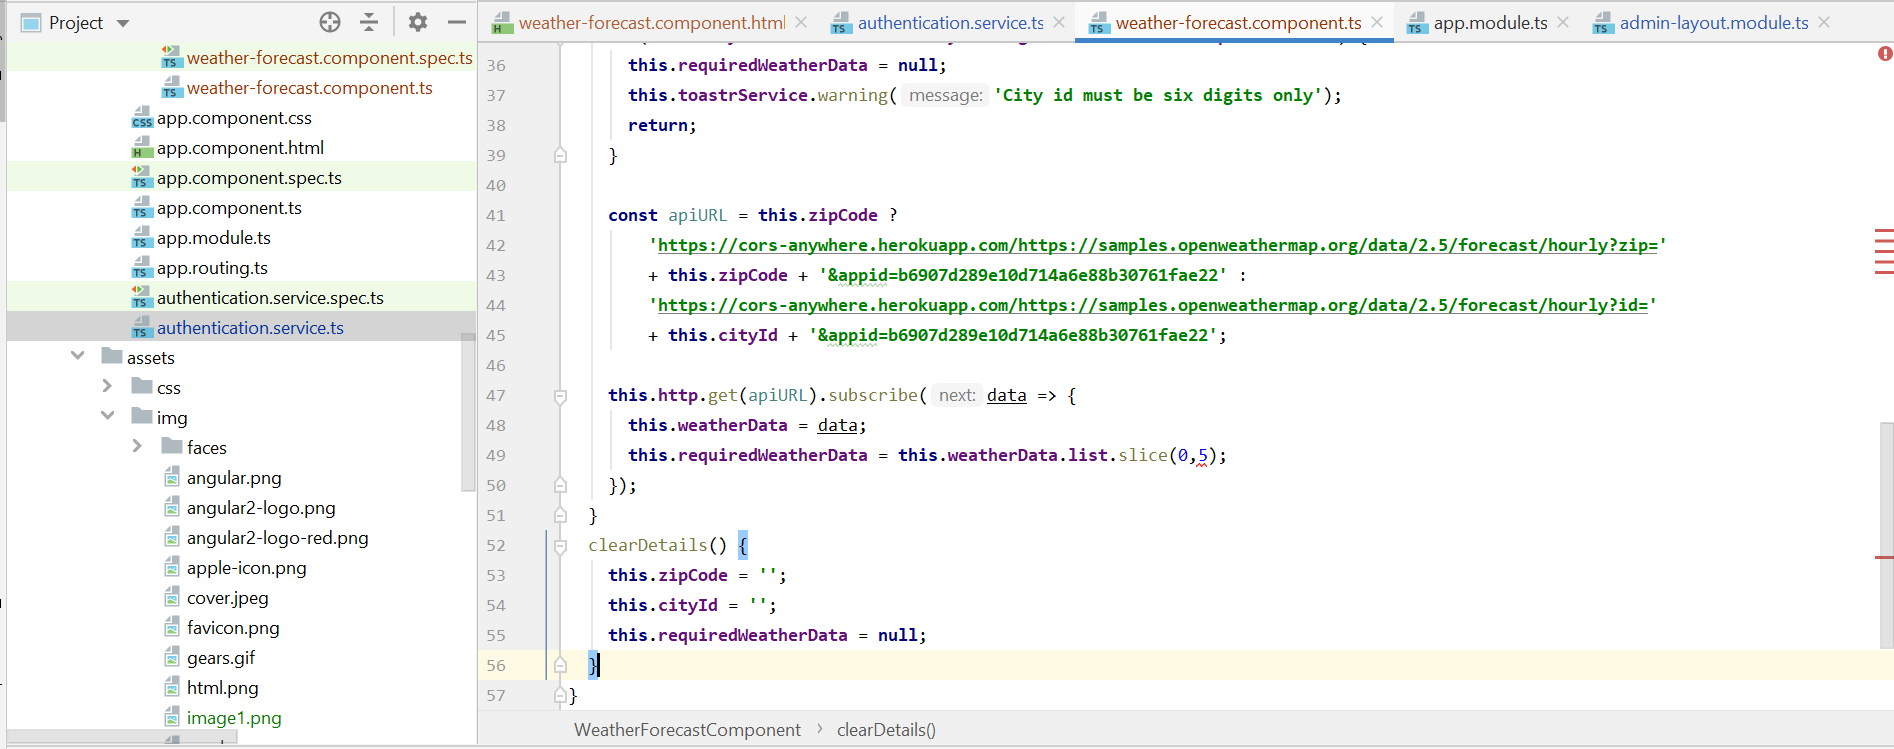 Project
weather-forecast.component.html
authentication.service.ts
weather-forecast.component.ts
app.module.ts
admin-layout.module.ts
weather-forecast.component.spec.ts
weather-forecast.component.ts
app.component.css
app.component.html
app.component.spec.ts
app.component.ts
app.module.ts
app.routing.ts
authentication.service.spec.ts
authentication.service.ts
assets
css
img
faces
angular.png
angular2-logo.png
angular2-logo-red.png
apple-icon.png
cover.jpeg
favicon.png
gears.gif
html.png
image1.png
36 this.requiredWeatherData = null;
37 this.toastrService.warning( message: 'City id must be six digits only');
38 return;
39 }
40
41 const apiURL = this.zipCode ?
42 'https://cors-anywhere.herokuapp.com/https://samples.openweathermap.org/data/2.5/forecast/hourly?zip='
43 + this.zipCode + '&appid=b6907d289e10d714a6e88b30761fae22' :
44 'https://cors-anywhere.herokuapp.com/https://samples.openweathermap.org/data/2.5/forecast/hourly?id='
45 + this.cityId + '&appid=b6907d289e10d714a6e88b30761fae22';
46
47 this.http.get(apiURL).subscribe( next: data => {
48 this.weatherData = data;
49 this.requiredWeatherData = this.weatherData.list.slice(0,5);
50 });
51 }
52 clearDetails() {
53 this.zipCode = '';
54 this.cityId = '';
55 this.requiredWeatherData = null;
56 }
57 }
WeatherForecastComponent › clearDetails()